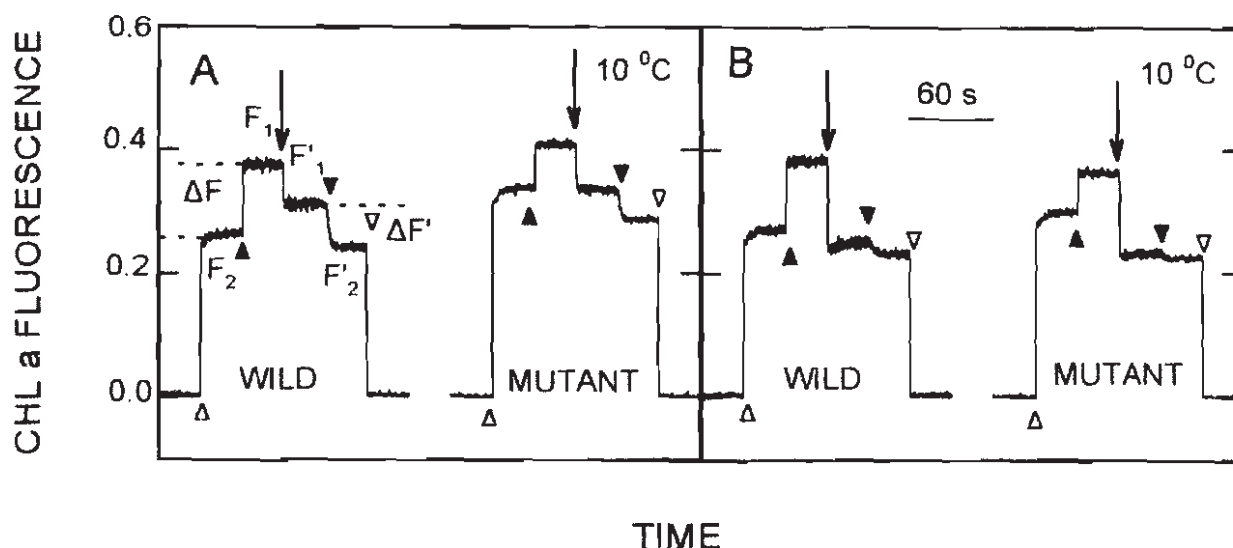 CHL a FLUORESCENCE
0.6
0.4
0.2
0.0
A
10 °C
F1
F'1
ΔF
ΔF'
F2
F'2
WILD
MUTANT
B
10 °C
60 s
WILD
MUTANT
TIME